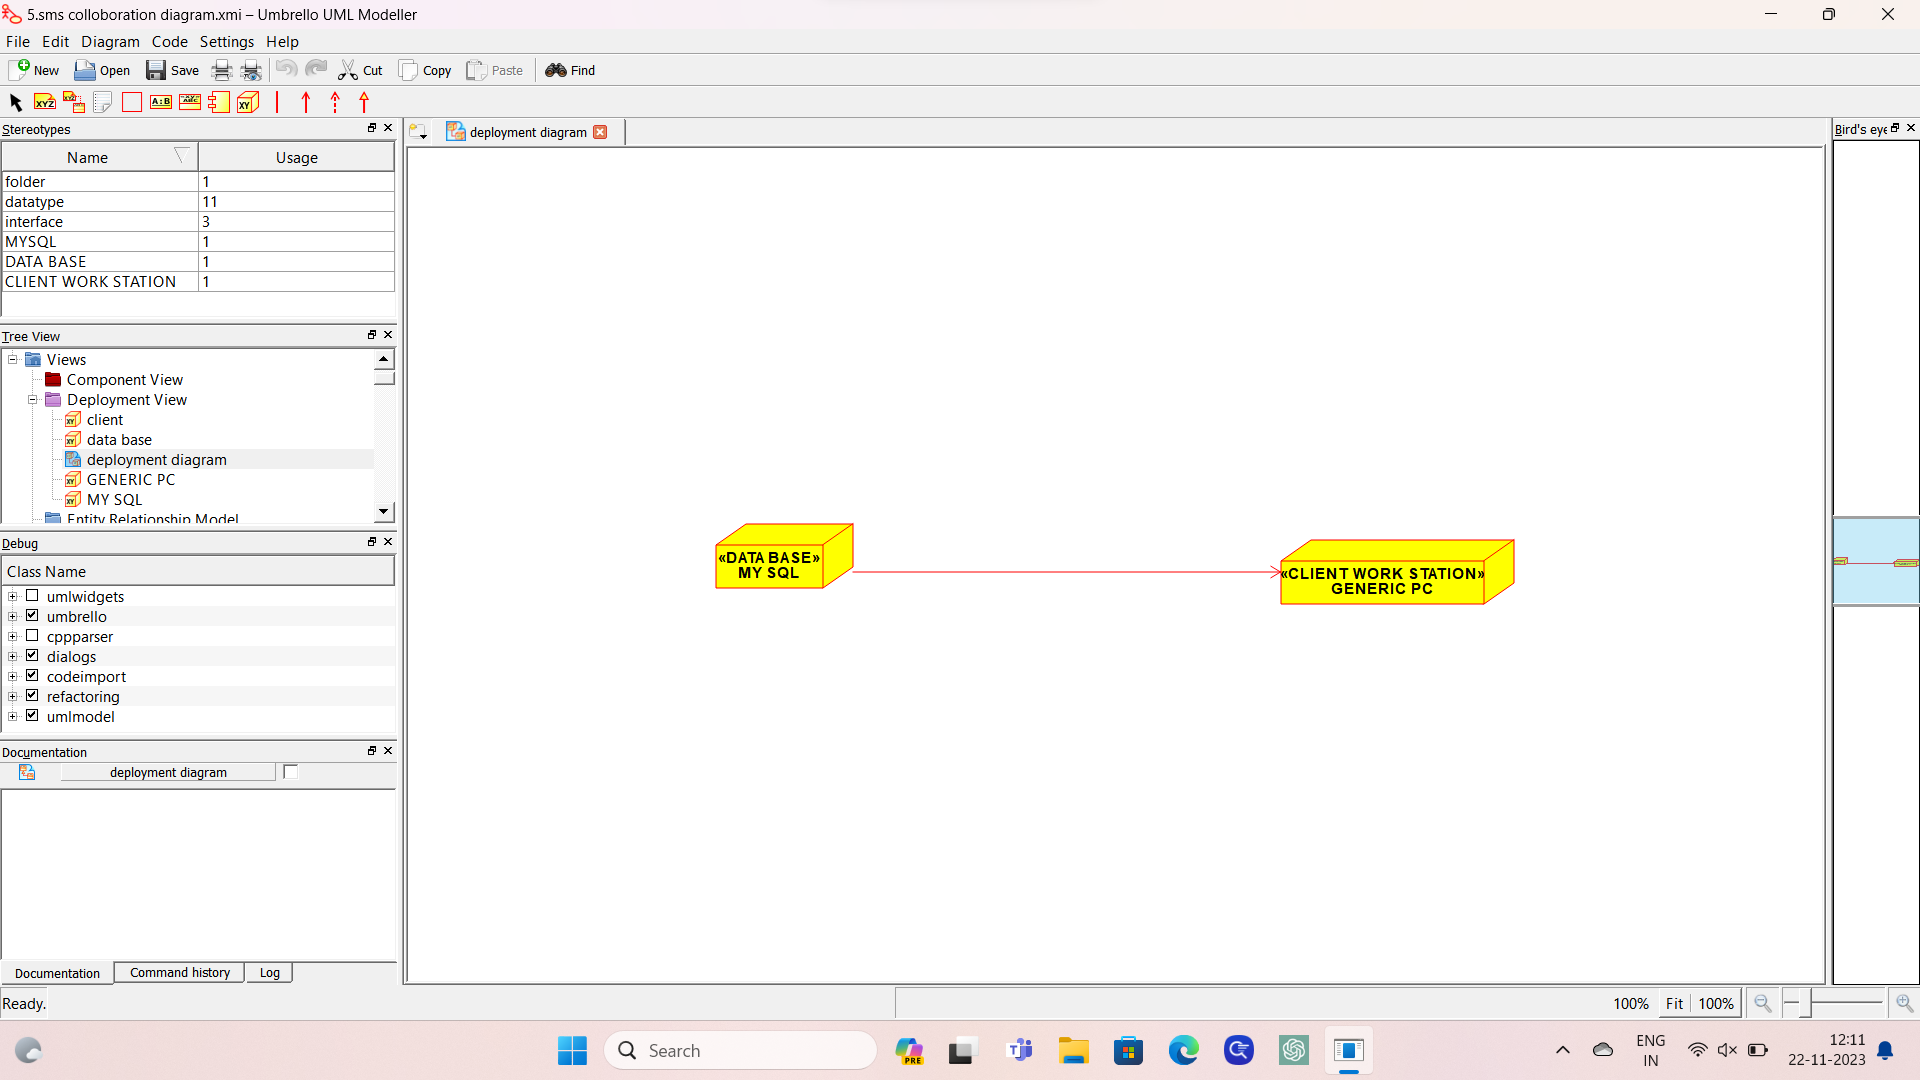 5.sms colloboration diagram.xmi – Umbrello UML Modeller
File Edit Diagram Code Settings Help
New Open Save Cut Copy Paste Find
XYZ XYZ A:B ABC XY
Stereotypes
Name Usage
folder 1
datatype 11
interface 3
MYSQL 1
DATA BASE 1
CLIENT WORK STATION 1
Tree View
Views
Component View
Deployment View
client
data base
deployment diagram
GENERIC PC
MY SQL
Entity Relationship Model
Debug
Class Name
umlwidgets
umbrello
cppparser
dialogs
codeimport
refactoring
umlmodel
Documentation
deployment diagram
Documentation Command history Log
Ready.
deployment diagram
«DATA BASE»
MY SQL
«CLIENT WORK STATION»
GENERIC PC
Bird's eye
100% Fit 100%
Search
PRE
ENG
IN
12:11
22-11-2023